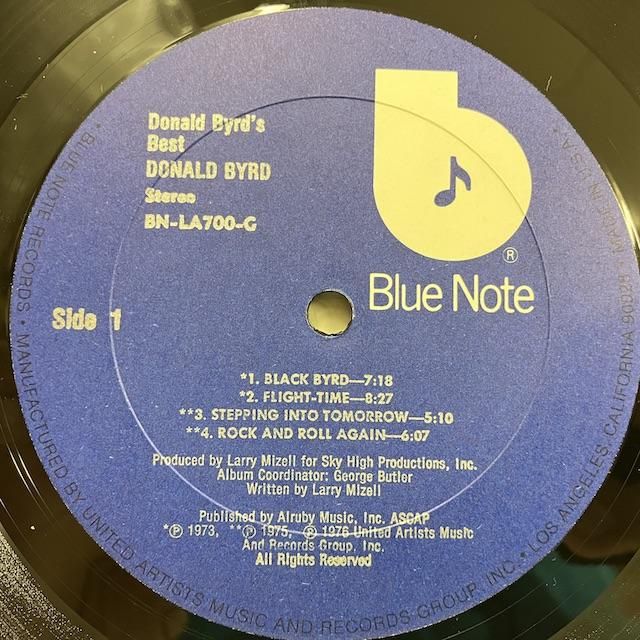 Donald Byrd's
Best
DONALD BYRD
Stereo
BN-LA700-G
®
Blue Note
Side 1
*1. BLACK BYRD—7:18
*2. FLIGHT-TIME—8:27
**3. STEPPING INTO TOMORROW—5:10
**4. ROCK AND ROLL AGAIN—6:07
Produced by Larry Mizell for Sky High Productions, Inc.
Album Coordinator: George Butler
Written by Larry Mizell
Published by Alruby Music, Inc. ASCAP
*℗ 1973, **℗ 1975, ℗ 1976 United Artists Music
And Records Group, Inc.
All Rights Reserved
• BLUE NOTE RECORDS • MANUFACTURED BY UNITED ARTISTS MUSIC AND RECORDS GROUP, INC. • LOS ANGELES, CALIFORNIA 90028 MADE IN U.S.A. •